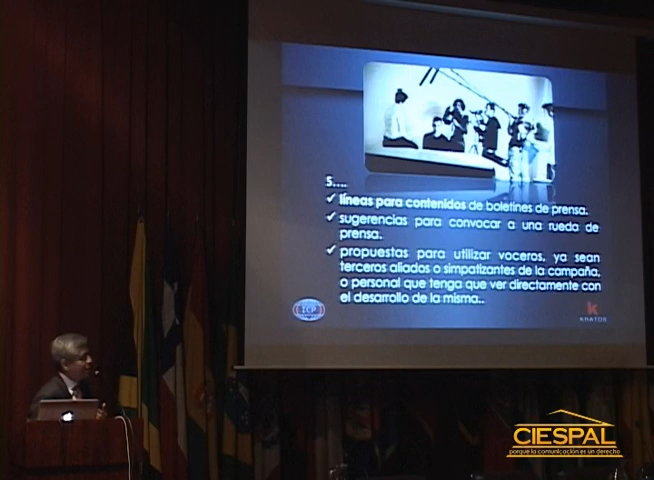 5....
✓ líneas para contenidos de boletines de prensa.
✓ sugerencias para convocar a una rueda de
prensa.
✓ propuestas para utilizar voceros, ya sean
terceros aliados o simpatizantes de la campaña,
o personal que tenga que ver directamente con
el desarrollo de la misma..
ICP
K
KRATOS
CIESPAL
porque la comunicación es un derecho